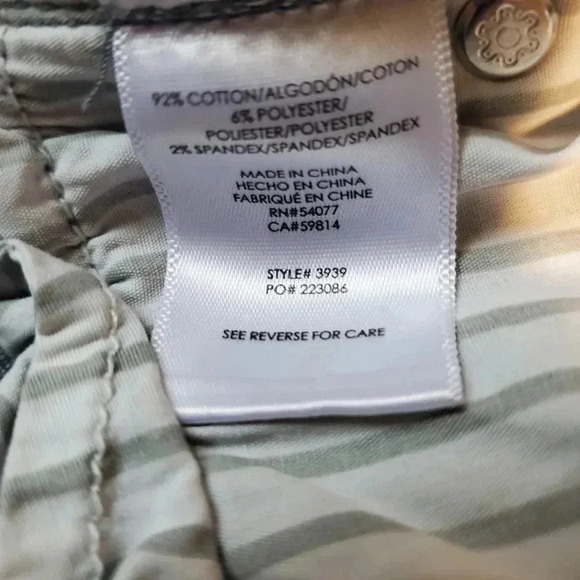 92% COTTON/ALGODÓN/COTON
6% POLYESTER/
POLIESTER/POLYESTER
2% SPANDEX/SPANDEX/SPANDEX
MADE IN CHINA
HECHO EN CHINA
FABRIQUÉ EN CHINE
RN#54077
CA#59814
STYLE# 3939
PO# 223086
SEE REVERSE FOR CARE